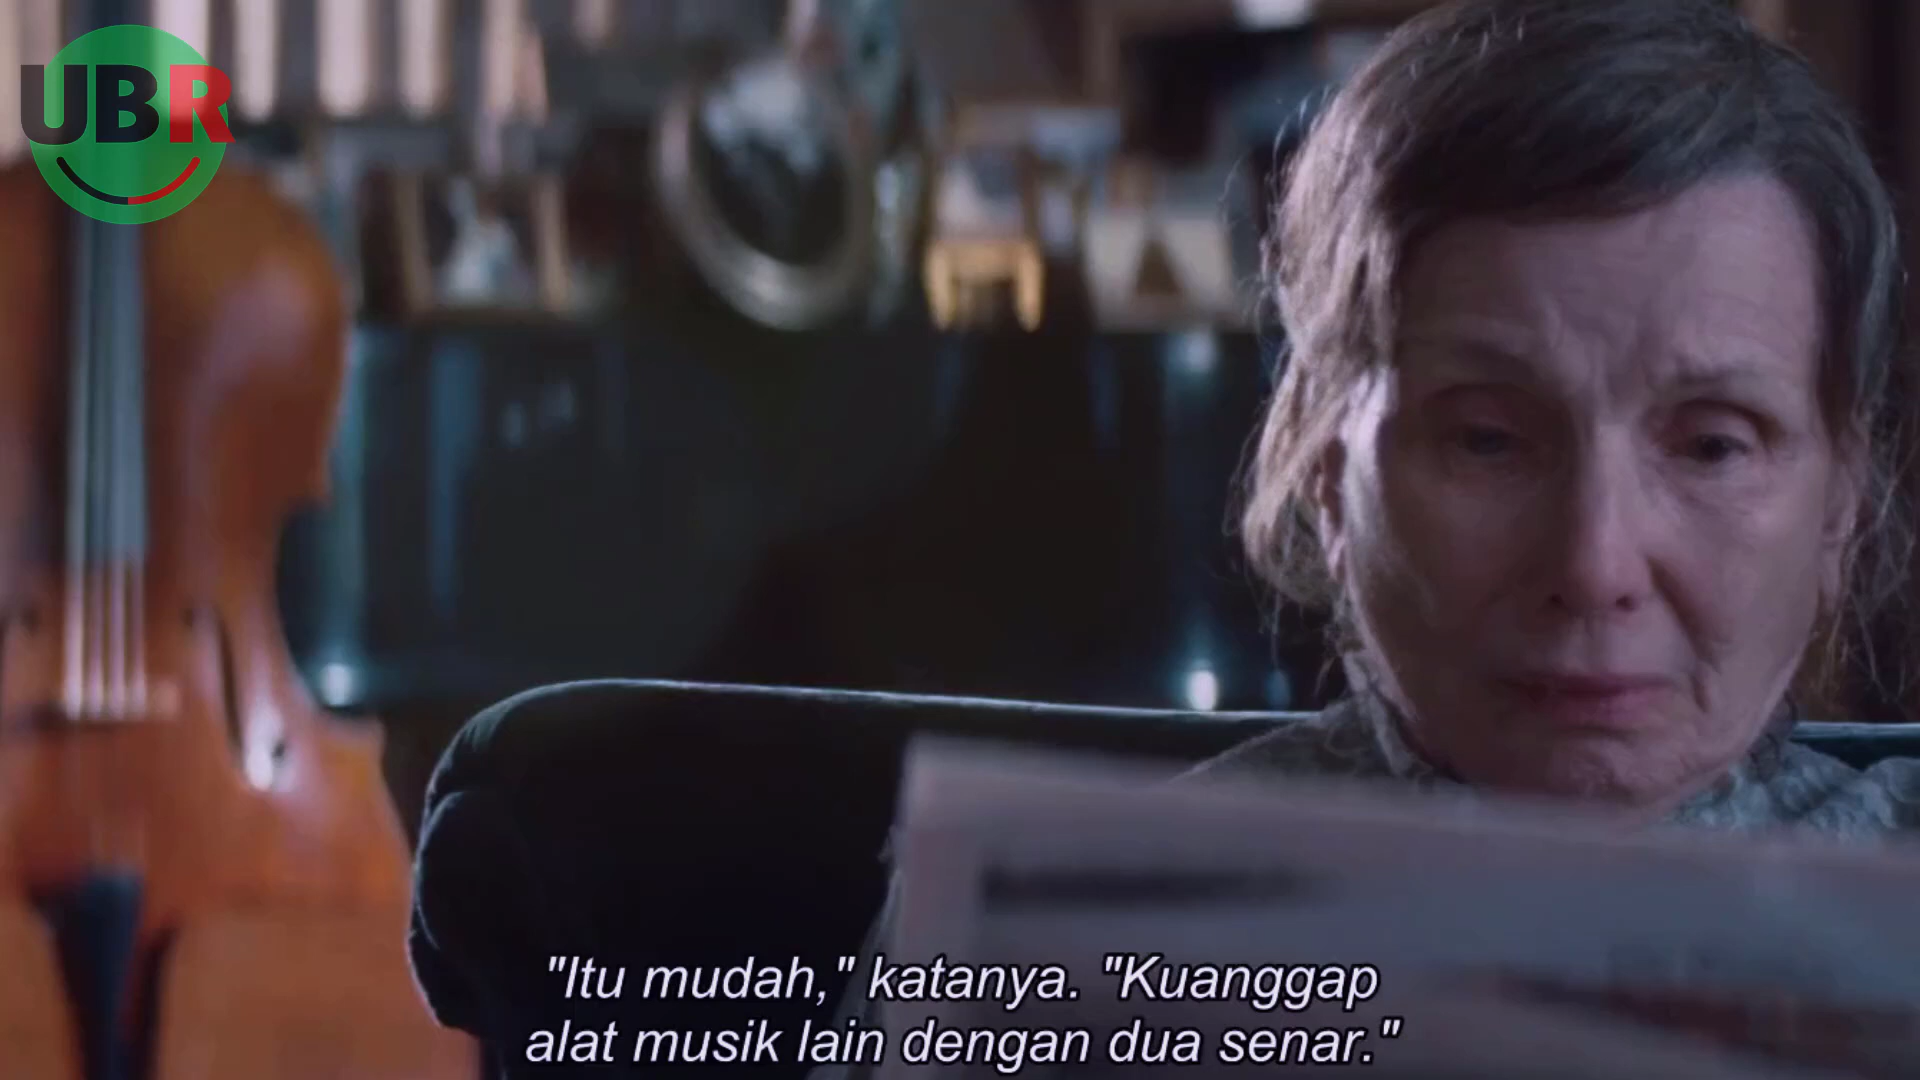 UBR
"Itu mudah," katanya. "Kuanggap
alat musik lain dengan dua senar."